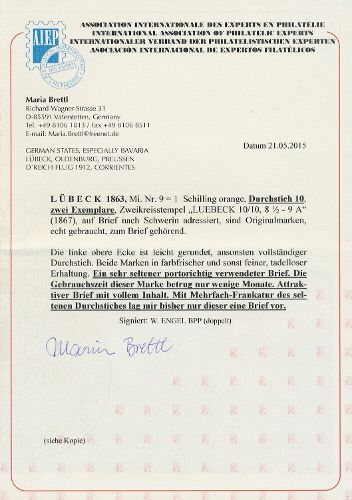 ASSOCIATION INTERNATIONALE DES EXPERTS EN PHILATÉLIE
INTERNATIONAL ASSOCIATION OF PHILATELIC EXPERTS
INTERNATIONALER VERBAND DER PHILATELISTISCHEN EXPERTEN
ASOCIACIÓN INTERNACIONAL DE EXPERTOS FILATÉLICOS
AIEP
Maria Brettl
Richard-Wagner-Strasse 31
D-85591 Vaterstetten, Germany
Tel. +49 8106 1813 / Fax +49 8106 8511
E-mail: Maria.Brettl@freenet.de
Datum 21.05.2015
GERMAN STATES, ESPECIALLY BAVARIA
LÜBECK, OLDENBURG, PREUSSEN
D'REICH FLUG 1912, CORRIENTES
LÜBECK 1863, Mi. Nr. 9 = 1 Schilling orange, Durchstich 10,
zwei Exemplare, Zweikreisstempel „LUEBECK 10/10, 8 ½ - 9 A“
(1867), auf Brief nach Schwerin adressiert, sind Originalmarken,
echt gebraucht, zum Brief gehörend.
Die linke obere Ecke ist leicht gerundet, ansonsten vollständiger
Durchstich. Beide Marken in farbfrischer und sonst feiner, tadelloser
Erhaltung. Ein sehr seltener portorichtig verwendeter Brief. Die
Gebrauchszeit dieser Marke betrug nur wenige Monate. Attrak-
tiver Brief mit vollem Inhalt. Mit Mehrfach-Frankatur des sel-
tenen Durchstiches lag mir bisher nur dieser eine Brief vor.
Signiert: W. ENGEL BPP (doppelt)
Maria Brettl
(siehe Kopie)